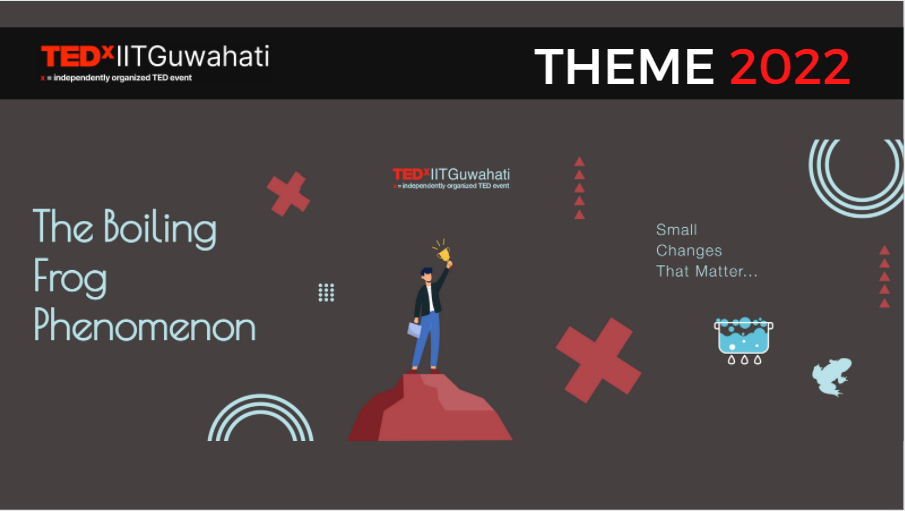 TEDxIITGuwahati
x = independently organized TED event
THEME 2022
TEDxIITGuwahati
x = independently organized TED event
The Boiling
Frog
Phenomenon
Small
Changes
That Matter...